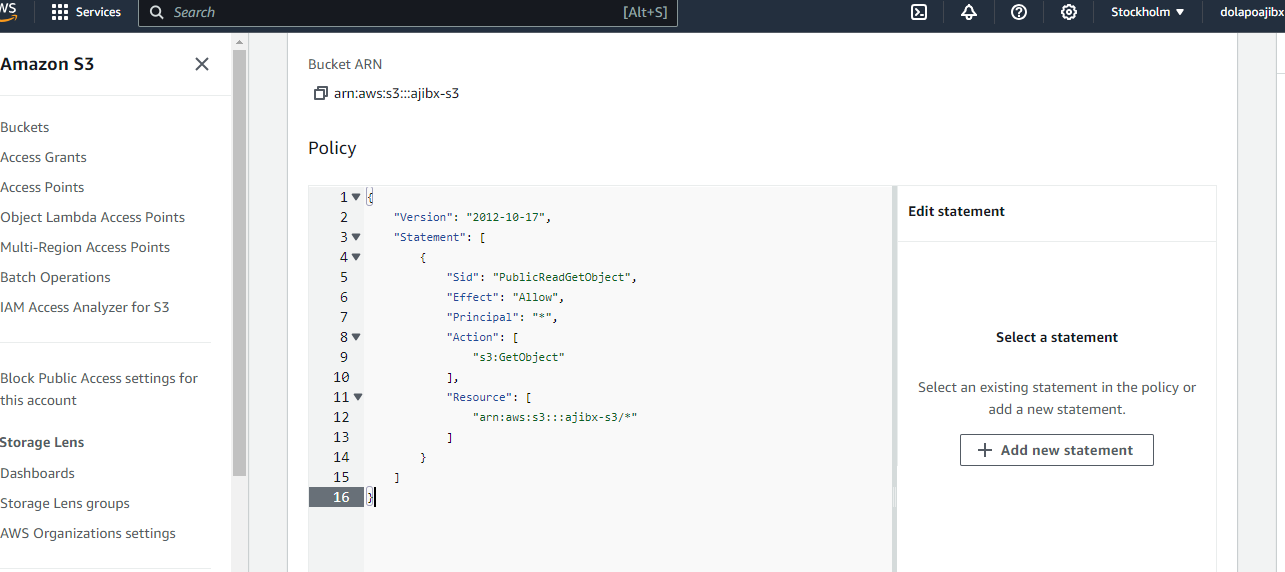 WS
Services
Search
[Alt+S]
Stockholm
dolapoajibx
Amazon S3
Buckets
Access Grants
Access Points
Object Lambda Access Points
Multi-Region Access Points
Batch Operations
IAM Access Analyzer for S3
Block Public Access settings for
this account
Storage Lens
Dashboards
Storage Lens groups
AWS Organizations settings
Bucket ARN
arn:aws:s3:::ajibx-s3
Policy
1 {
2 "Version": "2012-10-17",
3 "Statement": [
4 {
5 "Sid": "PublicReadGetObject",
6 "Effect": "Allow",
7 "Principal": "*",
8 "Action": [
9 "s3:GetObject"
10 ],
11 "Resource": [
12 "arn:aws:s3:::ajibx-s3/*"
13 ]
14 }
15 ]
16 }
Edit statement
Select a statement
Select an existing statement in the policy or
add a new statement.
+ Add new statement